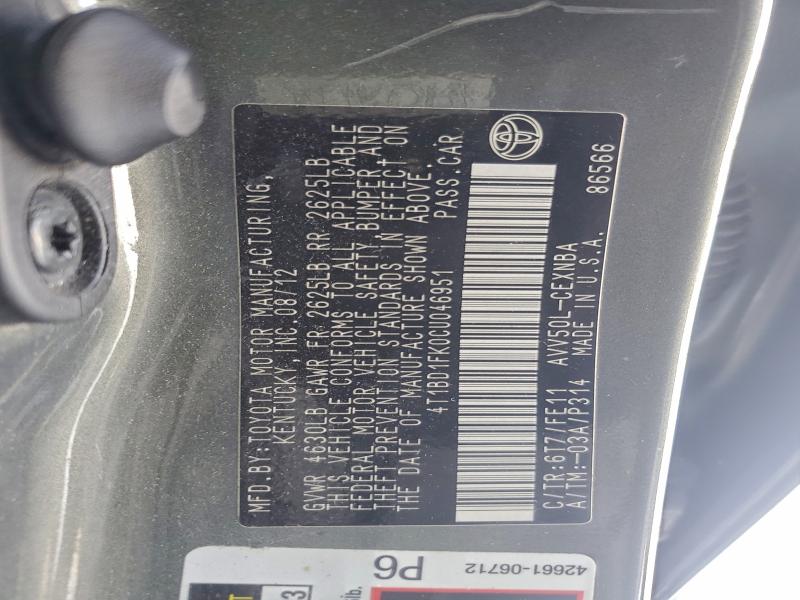 MFD.BY:TOYOTA MOTOR MANUFACTURING,
KENTUCKY, INC. 08/12
GVWR 4630LB GAWR FR 2625LB RR 2625LB
THIS VEHICLE CONFORMS TO ALL APPLICABLE
FEDERAL MOTOR VEHICLE SAFETY, BUMPER, AND
THEFT PREVENTION STANDARDS IN EFFECT ON
THE DATE OF MANUFACTURE SHOWN ABOVE.
4T1BD1FK0CU046951 PASS.CAR
C/TR:6T7/FE11 AVV50L-CEXNBA 86566
A/TM:-03A/P314 MADE IN U.S.A.
42661-06712
P6